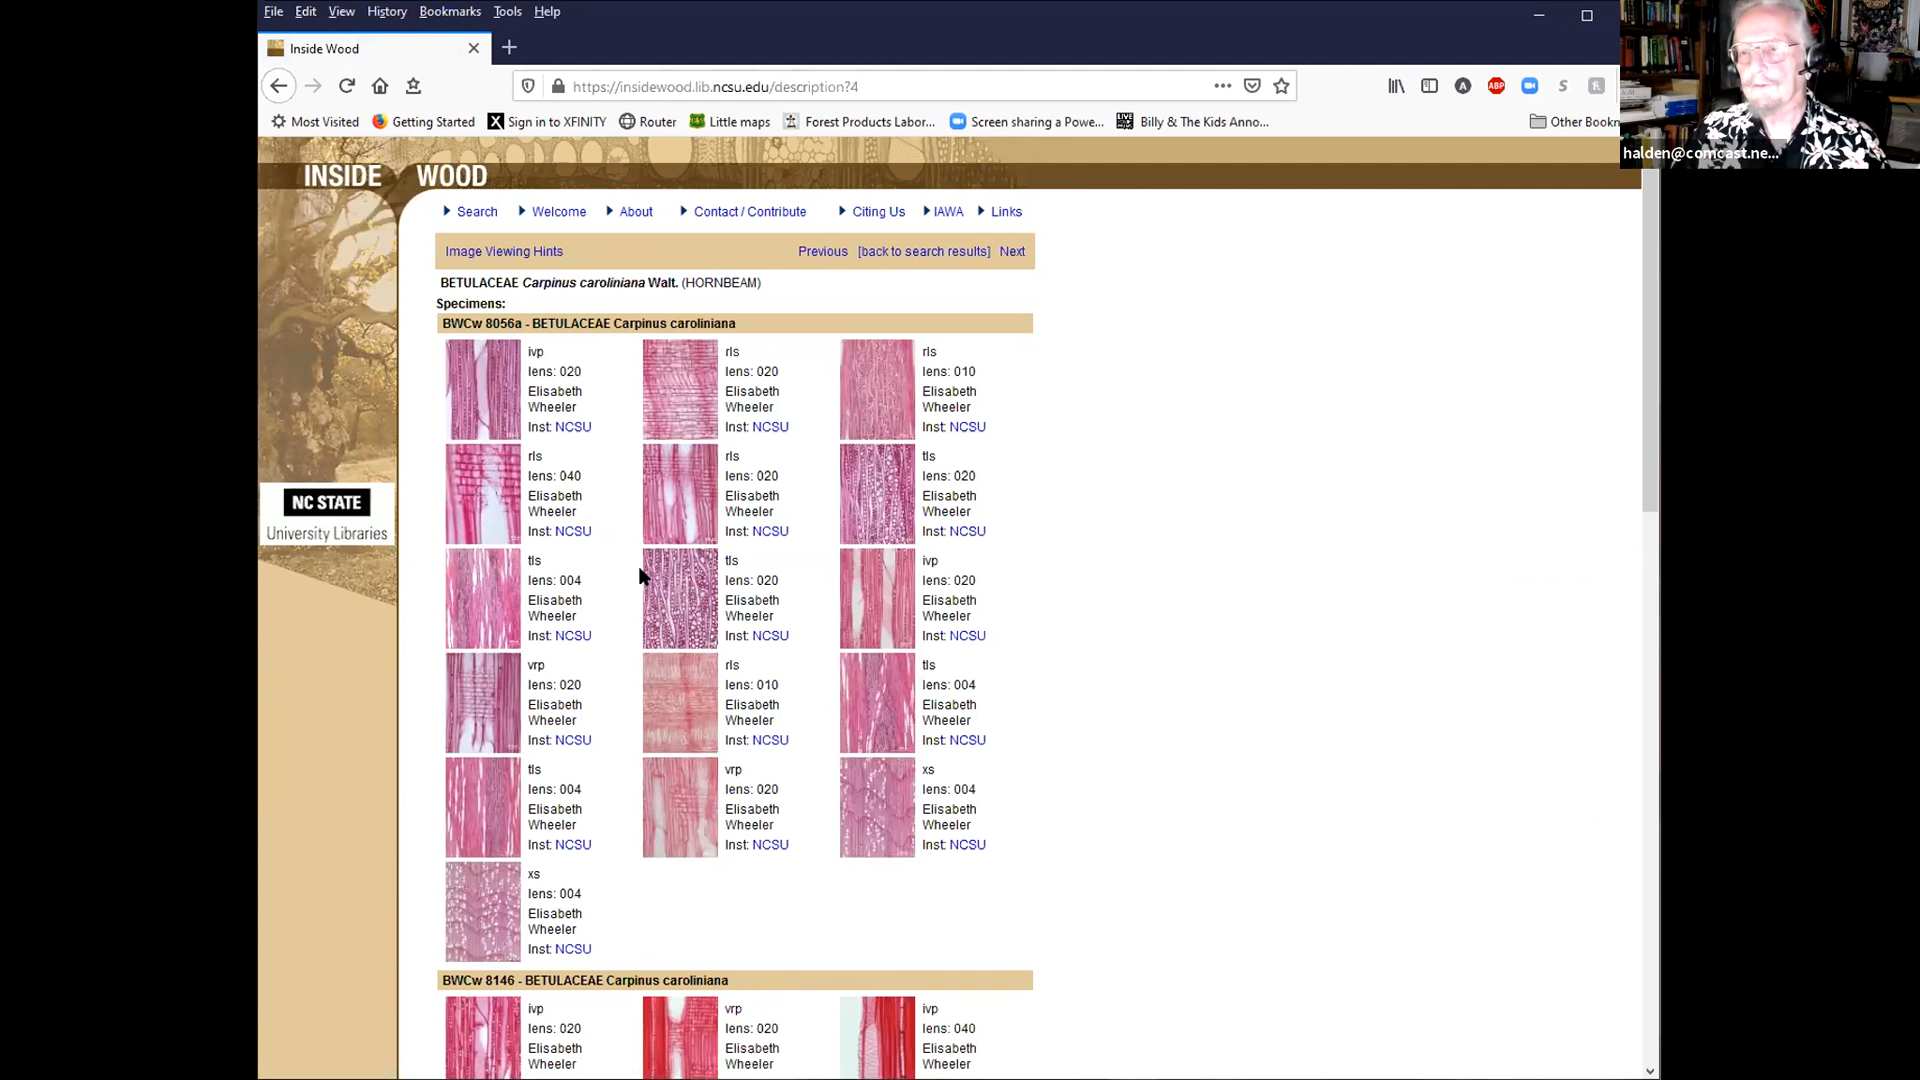 File Edit View History Bookmarks Tools Help
Inside Wood
https://insidewood.lib.ncsu.edu/description?4
Most Visited Getting Started Sign in to XFINITY Router Little maps Forest Products Labor... Screen sharing a Powe... Billy & The Kids Anno... Other Bookn
halden@comcast.ne...
INSIDE WOOD
Search Welcome About Contact / Contribute Citing Us IAWA Links
Image Viewing Hints Previous [back to search results] Next
BETULACEAE Carpinus caroliniana Walt. (HORNBEAM)
Specimens:
BWCw 8056a - BETULACEAE Carpinus caroliniana
ivp rls rls
lens: 020 lens: 020 lens: 010
Elisabeth Elisabeth Elisabeth
Wheeler Wheeler Wheeler
Inst: NCSU Inst: NCSU Inst: NCSU
rls rls tls
lens: 040 lens: 020 lens: 020
Elisabeth Elisabeth Elisabeth
Wheeler Wheeler Wheeler
Inst: NCSU Inst: NCSU Inst: NCSU
NC STATE
University Libraries
tls tls ivp
lens: 004 lens: 020 lens: 020
Elisabeth Elisabeth Elisabeth
Wheeler Wheeler Wheeler
Inst: NCSU Inst: NCSU Inst: NCSU
vrp rls tls
lens: 020 lens: 010 lens: 004
Elisabeth Elisabeth Elisabeth
Wheeler Wheeler Wheeler
Inst: NCSU Inst: NCSU Inst: NCSU
tls vrp xs
lens: 004 lens: 020 lens: 004
Elisabeth Elisabeth Elisabeth
Wheeler Wheeler Wheeler
Inst: NCSU Inst: NCSU Inst: NCSU
xs
lens: 004
Elisabeth
Wheeler
Inst: NCSU
BWCw 8146 - BETULACEAE Carpinus caroliniana
ivp vrp ivp
lens: 020 lens: 020 lens: 040
Elisabeth Elisabeth Elisabeth
Wheeler Wheeler Wheeler